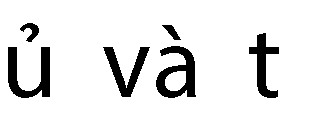 ủ và t